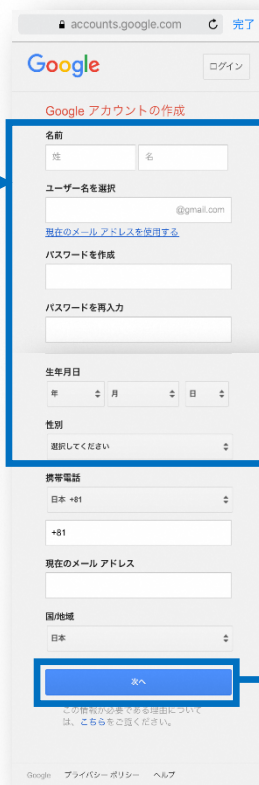 accounts.google.com 完了
Google ログイン
Google アカウントの作成
名前
姓 名
ユーザー名を選択
@gmail.com
現在のメール アドレスを使用する
パスワードを作成
パスワードを再入力
生年月日
年 月 日
性別
選択してください
携帯電話
日本 +81
+81
現在のメール アドレス
国/地域
日本
次へ
この情報が必要である理由について
は、こちらをご覧ください。
Google プライバシー ポリシー ヘルプ